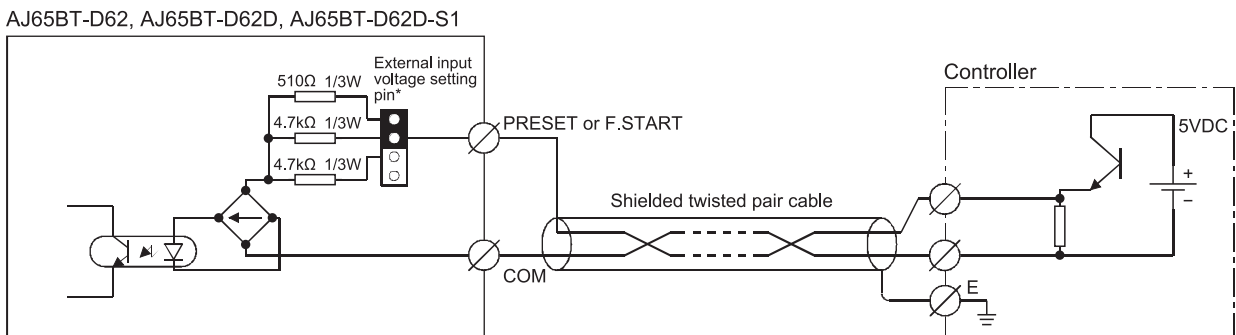 AJ65BT-D62, AJ65BT-D62D, AJ65BT-D62D-S1
External input
voltage setting
pin*
510Ω 1/3W
4.7kΩ 1/3W
4.7kΩ 1/3W
PRESET or F.START
COM
Shielded twisted pair cable
Controller
5VDC
+
−
E